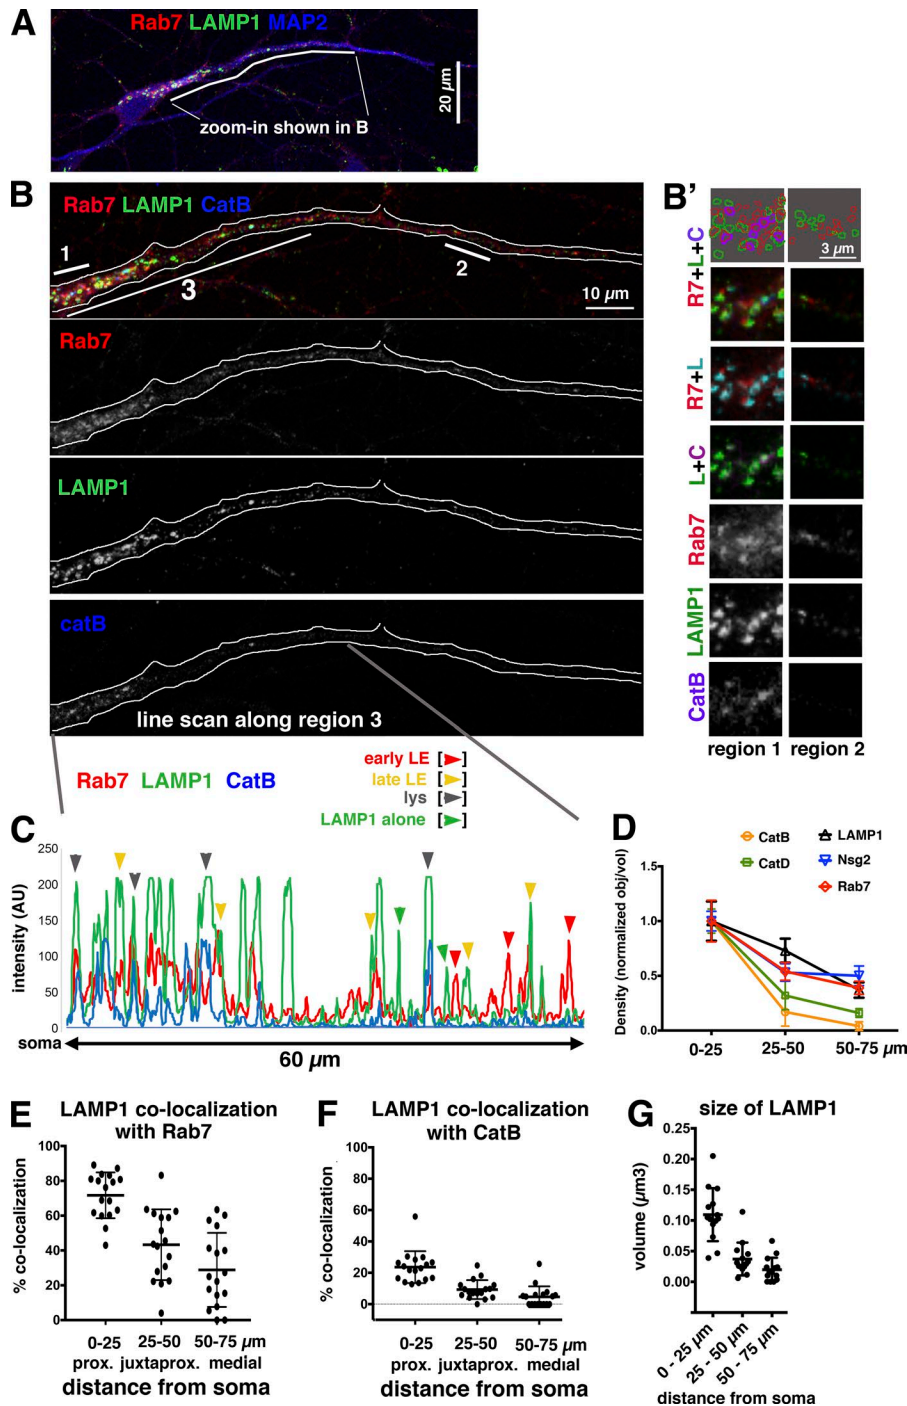 A
Rab7 LAMP1 MAP2
20 µm
zoom-in shown in B
B
Rab7 LAMP1 CatB
1
2
3
10 µm
Rab7
LAMP1
catB
line scan along region 3
B’
R7+L+C
3 µm
R7+L
L+C
Rab7
LAMP1
CatB
region 1 region 2
Rab7 LAMP1 CatB
early LE [ ]
late LE [ ]
lys [ ]
LAMP1 alone [ ]
C
intensity (AU)
250
200
150
100
50
0
soma
60 µm
D
CatB
CatD
LAMP1
Nsg2
Rab7
Density (normalized obj/vol)
1.5
1.0
0.5
0.0
0-25 25-50 50-75 µm
E
LAMP1 co-localization
with Rab7
% co-localization
100
80
60
40
20
0
0-25 25-50 50-75 µm
prox. juxtaprox. medial
distance from soma
F
LAMP1 co-localization
with CatB
% co-localization
100
80
60
40
20
0
0-25 25-50 50-75 µm
prox. juxtaprox. medial
distance from soma
G
size of LAMP1
volume (µm3)
0.25
0.20
0.15
0.10
0.05
0.00
0 - 25 µm
25 - 50 µm
50 - 75 µm
distance from soma